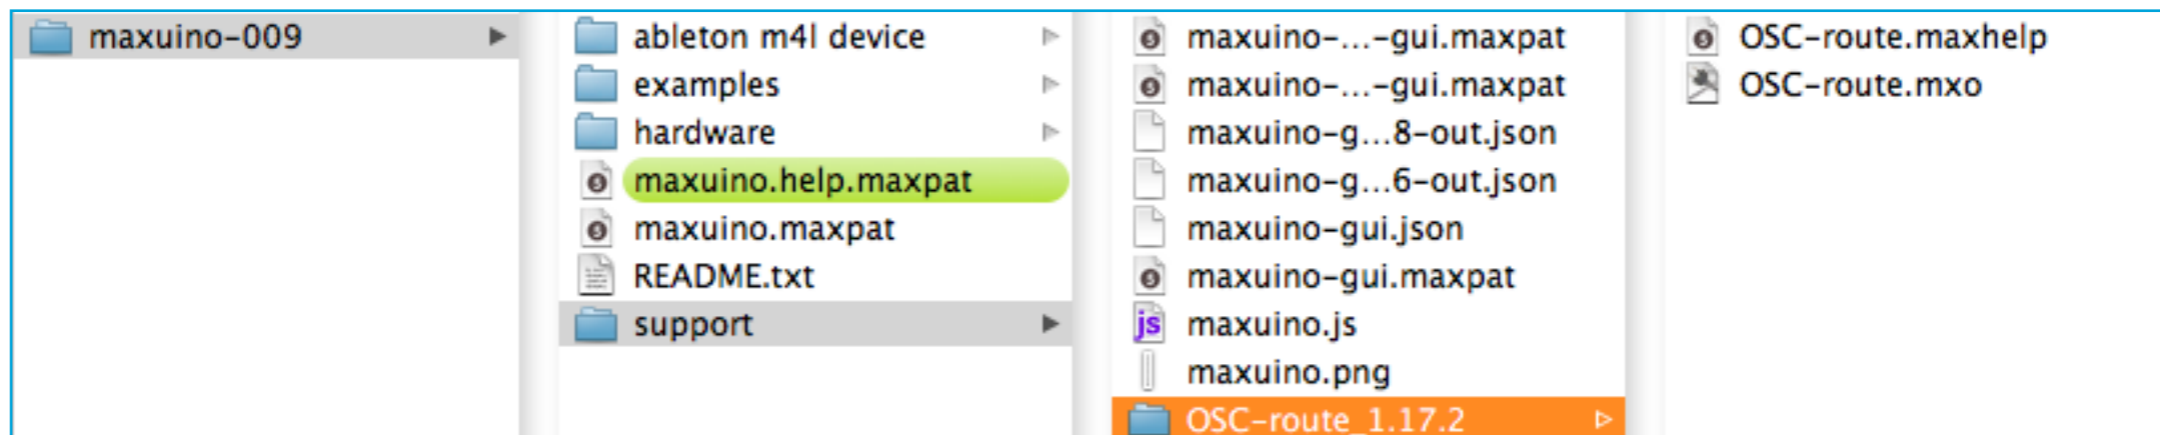 maxuino-009
ableton m4l device
examples
hardware
maxuino.help.maxpat
maxuino.maxpat
README.txt
support
maxuino-...-gui.maxpat
maxuino-...-gui.maxpat
maxuino-g...8-out.json
maxuino-g...6-out.json
maxuino-gui.json
maxuino-gui.maxpat
maxuino.js
maxuino.png
OSC-route_1.17.2
OSC-route.maxhelp
OSC-route.mxo